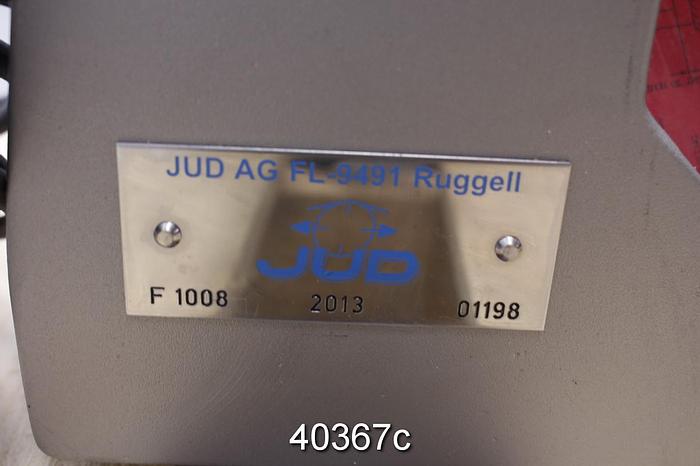 JUD AG FL-9491 Ruggell
JUD
F 1008 2013 01198
40367c